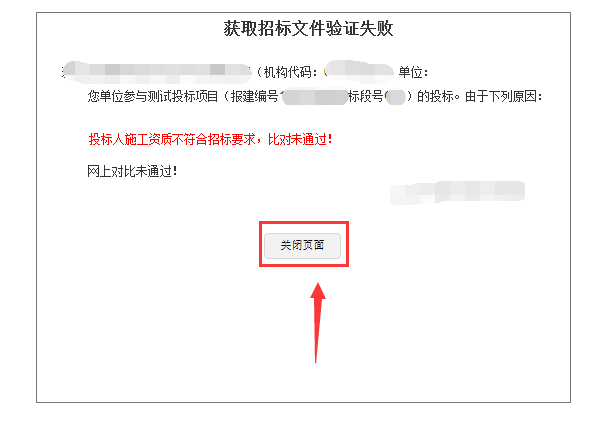 获取招标文件验证失败
（机构代码： 单位：
您单位参与测试投标项目（报建编号 标段号 ）的投标。由于下列原因：
投标人施工资质不符合招标要求，比对未通过！
网上对比未通过！
关闭页面